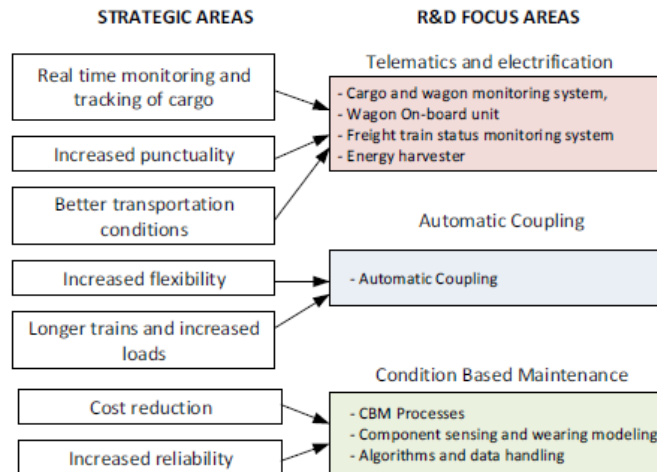 STRATEGIC AREAS
Real time monitoring and
tracking of cargo
Increased punctuality
Better transportation
conditions
Increased flexibility
Longer trains and increased
loads
Cost reduction
Increased reliability
R&D FOCUS AREAS
Telematics and electrification
- Cargo and wagon monitoring system,
- Wagon On-board unit
- Freight train status monitoring system
- Energy harvester
Automatic Coupling
- Automatic Coupling
Condition Based Maintenance
- CBM Processes
- Component sensing and wearing modeling
- Algorithms and data handling